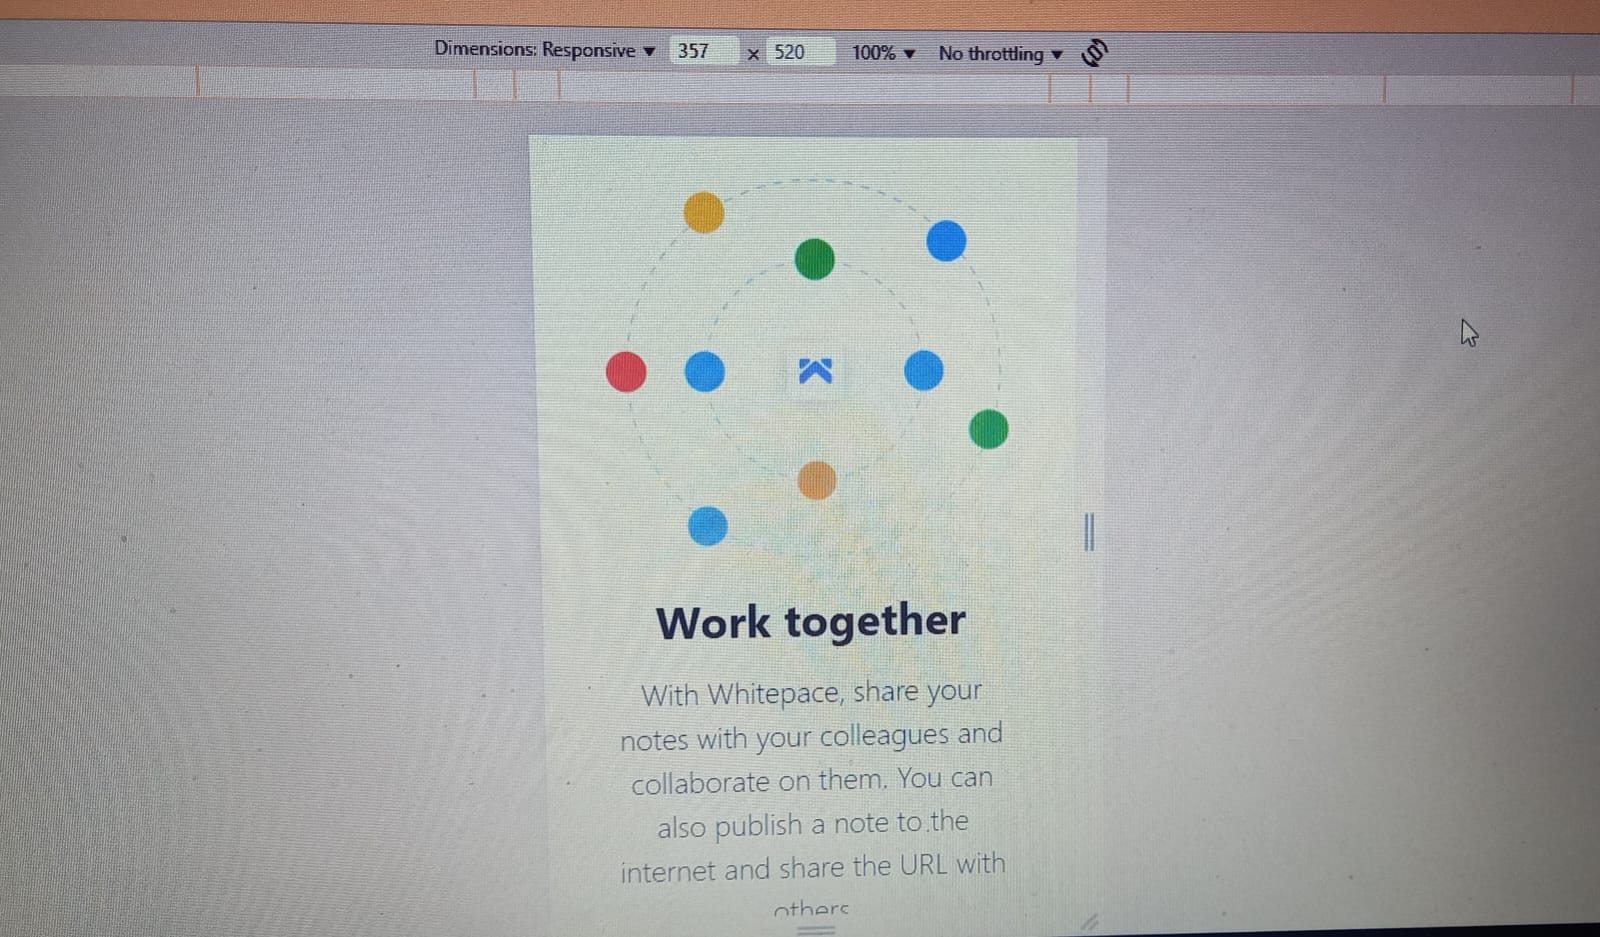 Dimensions: Responsive ▼ 357 x 520 100% ▼ No throttling ▼
Work together
With Whitepace, share your
notes with your colleagues and
collaborate on them. You can
also publish a note to the
internet and share the URL with
others